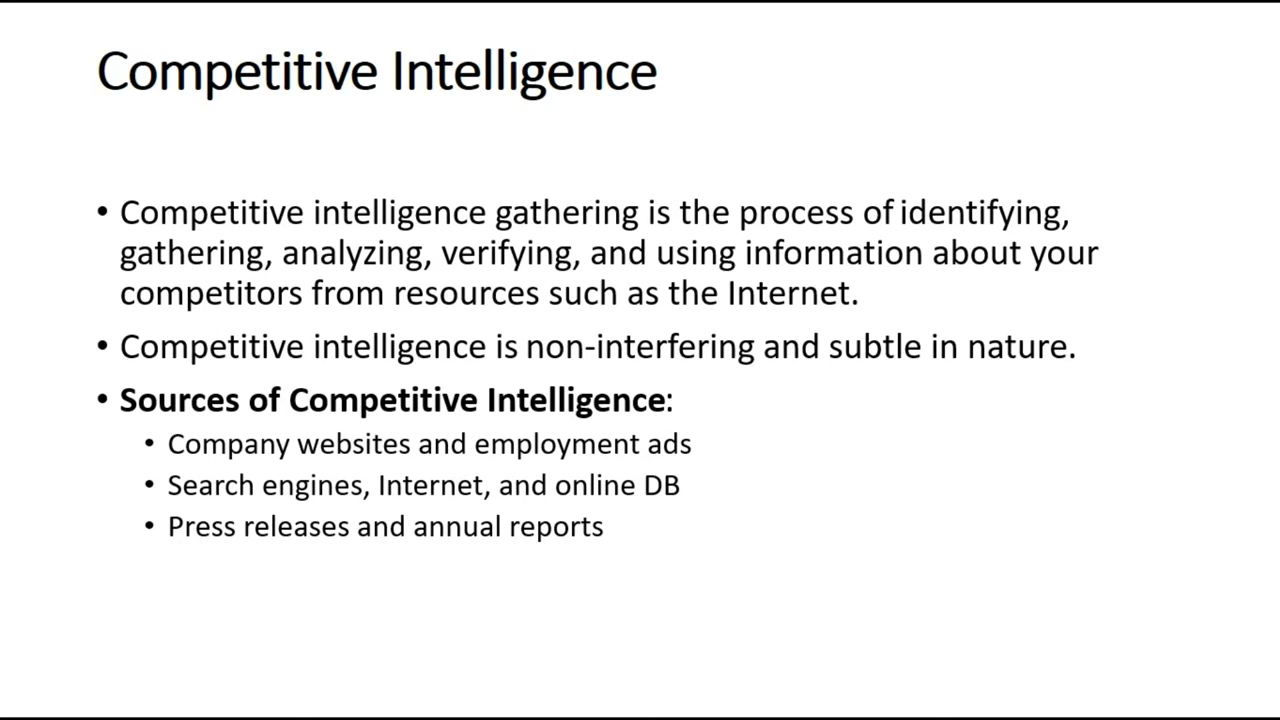 Competitive Intelligence
• Competitive intelligence gathering is the process of identifying,
gathering, analyzing, verifying, and using information about your
competitors from resources such as the Internet.
• Competitive intelligence is non-interfering and subtle in nature.
• Sources of Competitive Intelligence:
• Company websites and employment ads
• Search engines, Internet, and online DB
• Press releases and annual reports